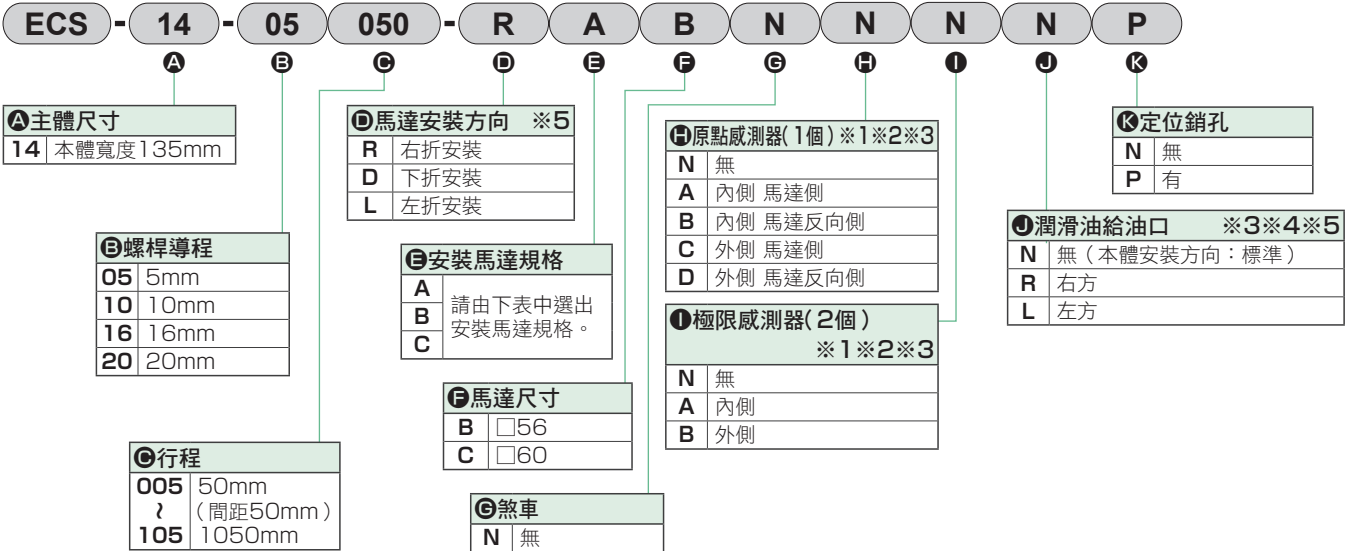 ECS - 14 - 05 050 - R A B N N N N P
A B C D E F G H I J K
A主體尺寸
14 本體寬度135mm
B螺桿導程
05 5mm
10 10mm
16 16mm
20 20mm
C行程
005 50mm
~ (間距50mm)
105 1050mm
D馬達安裝方向 ※5
R 右折安裝
D 下折安裝
L 左折安裝
E安裝馬達規格
A
B
C
請由下表中選出
安裝馬達規格。
F馬達尺寸
B □56
C □60
G煞車
N 無
H原點感測器(1個)※1※2※3
N 無
A 內側 馬達側
B 內側 馬達反向側
C 外側 馬達側
D 外側 馬達反向側
I極限感測器(2個)
※1※2※3
N 無
A 內側
B 外側
J潤滑油給油口 ※3※4※5
N 無(本體安裝方向:標準)
R 右方
L 左方
K定位銷孔
N 無
P 有